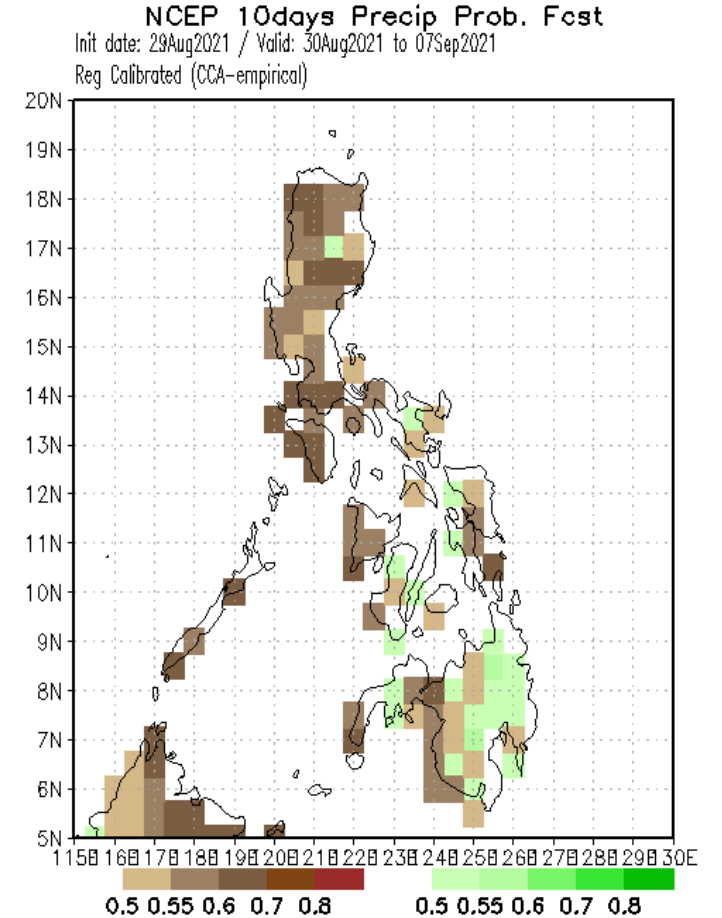 NCEP 10days Precip Prob. Fcst
Init date: 29Aug2021 / Valid: 30Aug2021 to 07Sep2021
Reg Calibrated (CCA-empirical)
20N
19N
18N
17N
16N
15N
14N
13N
12N
11N
10N
9N
8N
7N
6N
5N
115E 116E 117E 118E 119E 120E 121E 122E 123E 124E 125E 126E 127E 128E 129E 130E
0.5 0.55 0.6 0.7 0.8 0.5 0.55 0.6 0.7 0.8